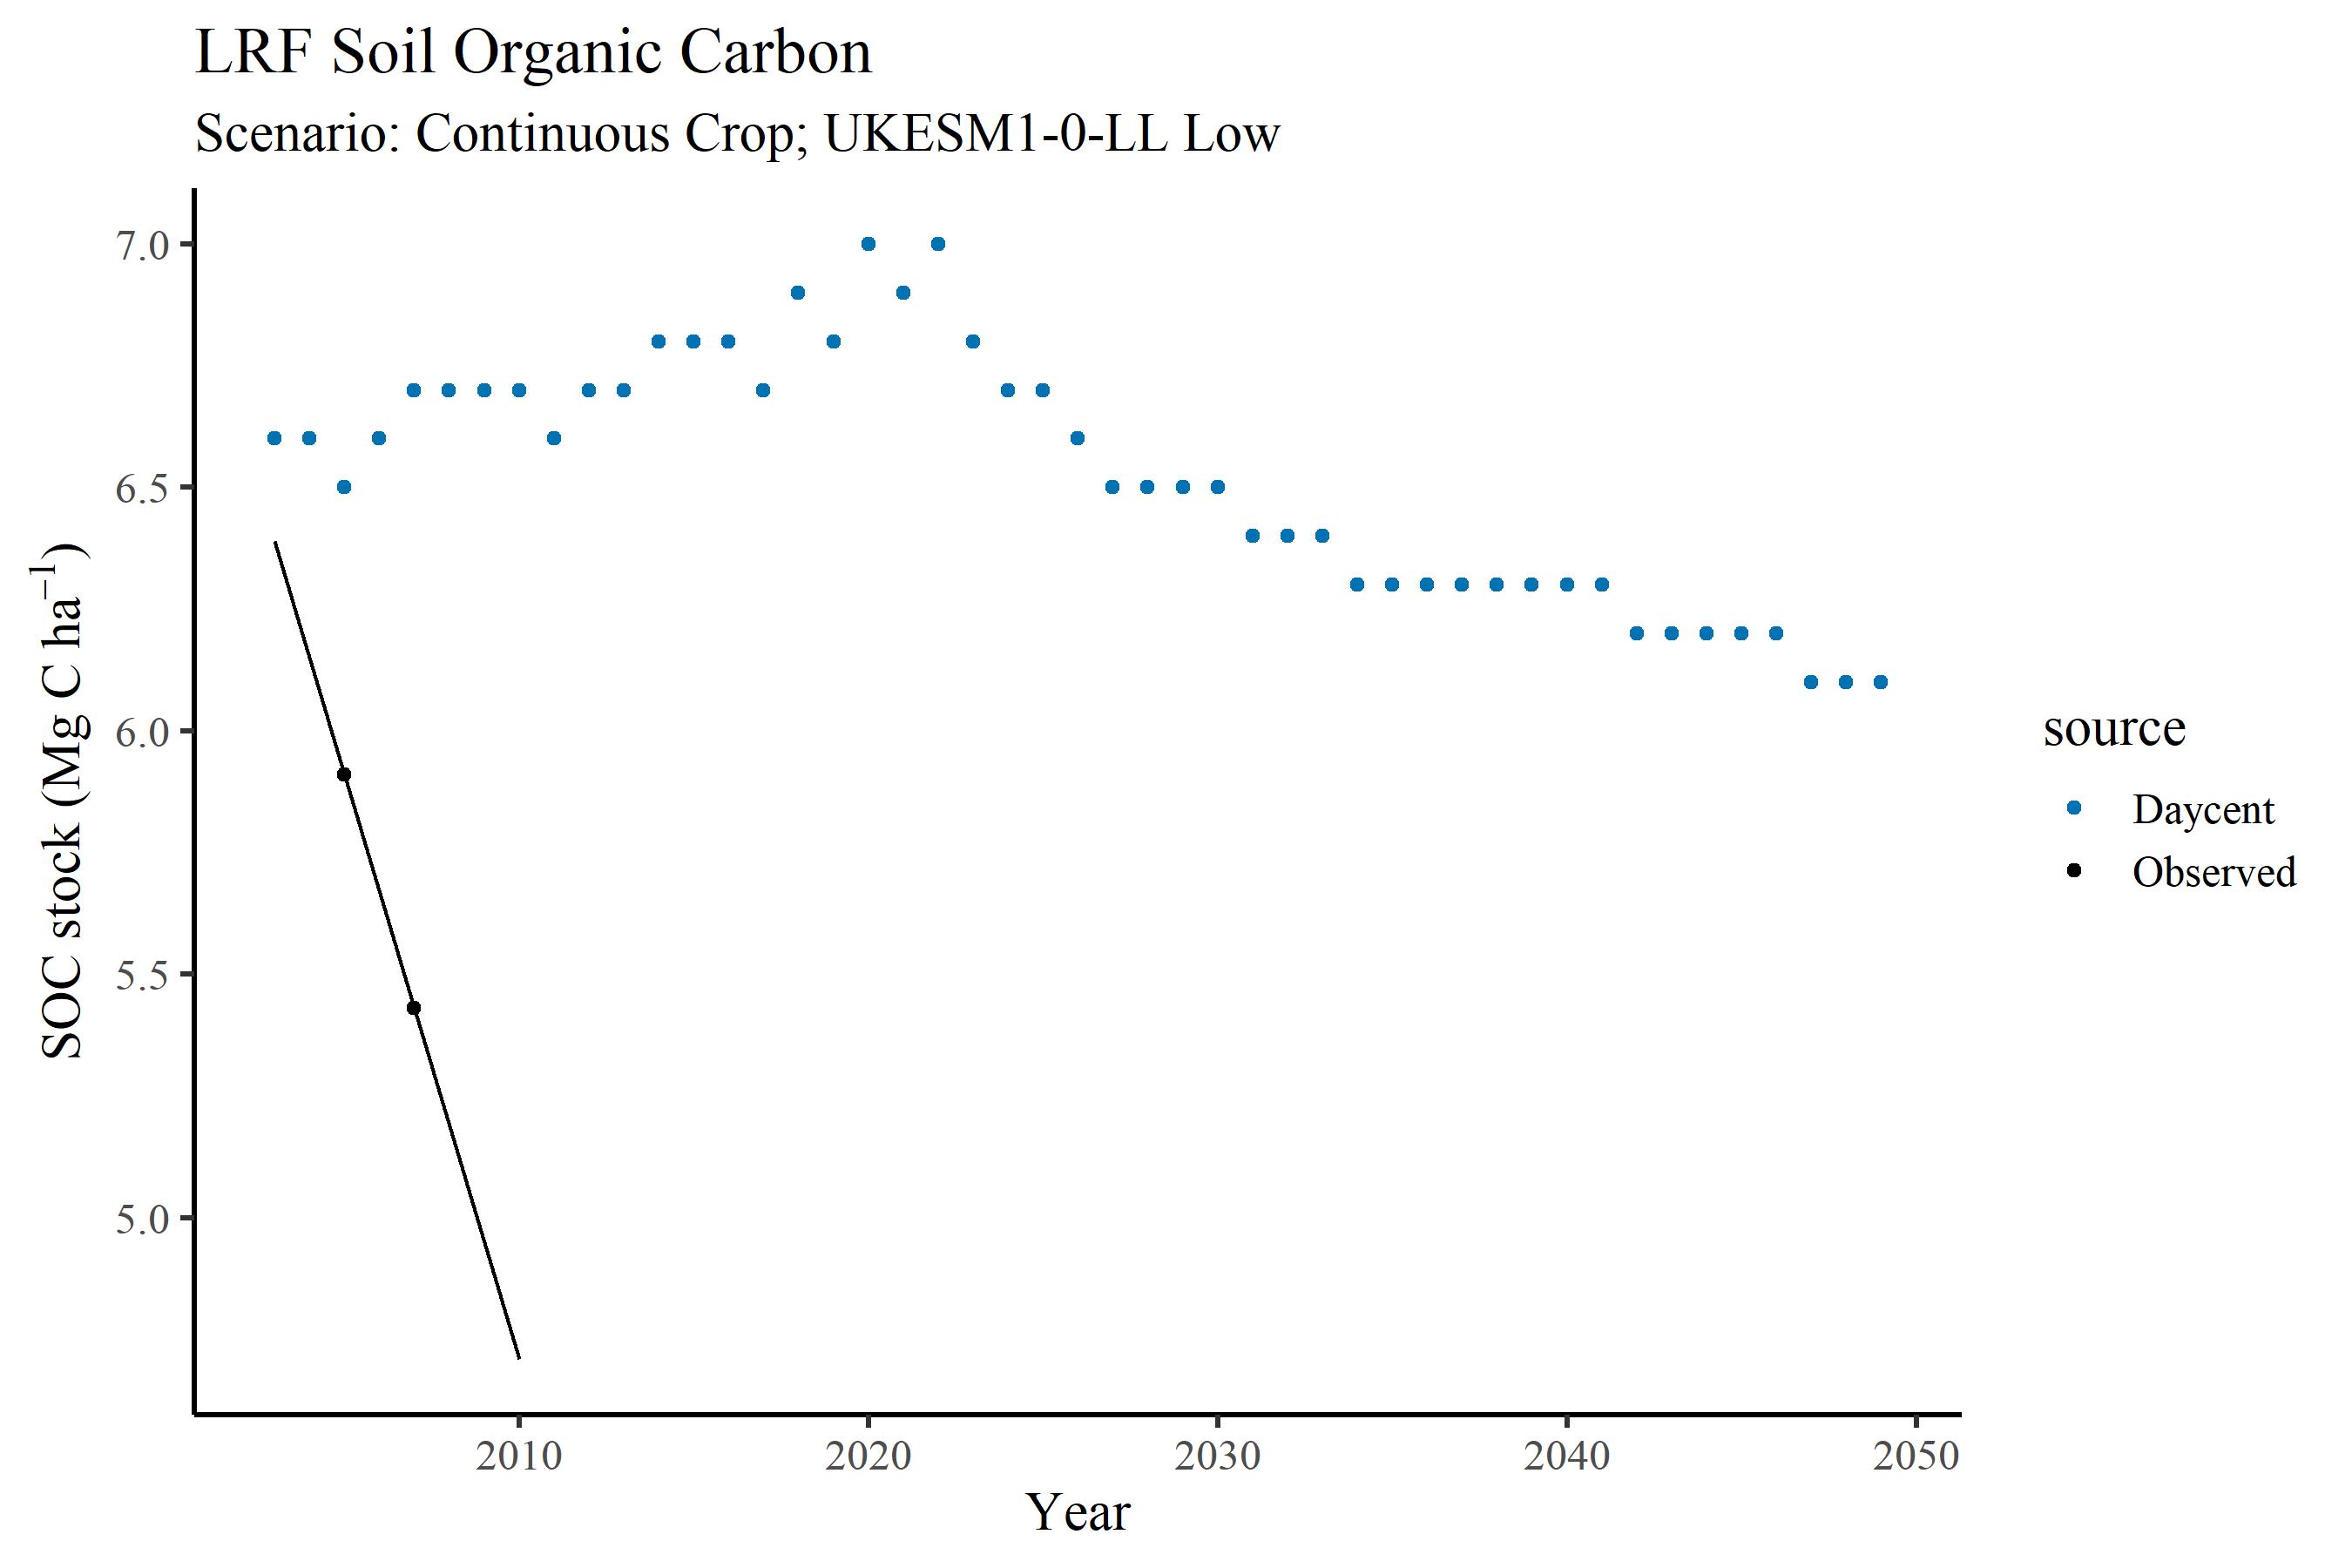 LRF Soil Organic Carbon
Scenario: Continuous Crop; UKESM1-0-LL Low
SOC stock (Mg C ha⁻¹)
7.0
6.5
6.0
5.5
5.0
2010 2020 2030 2040 2050
Year
source
Daycent
Observed